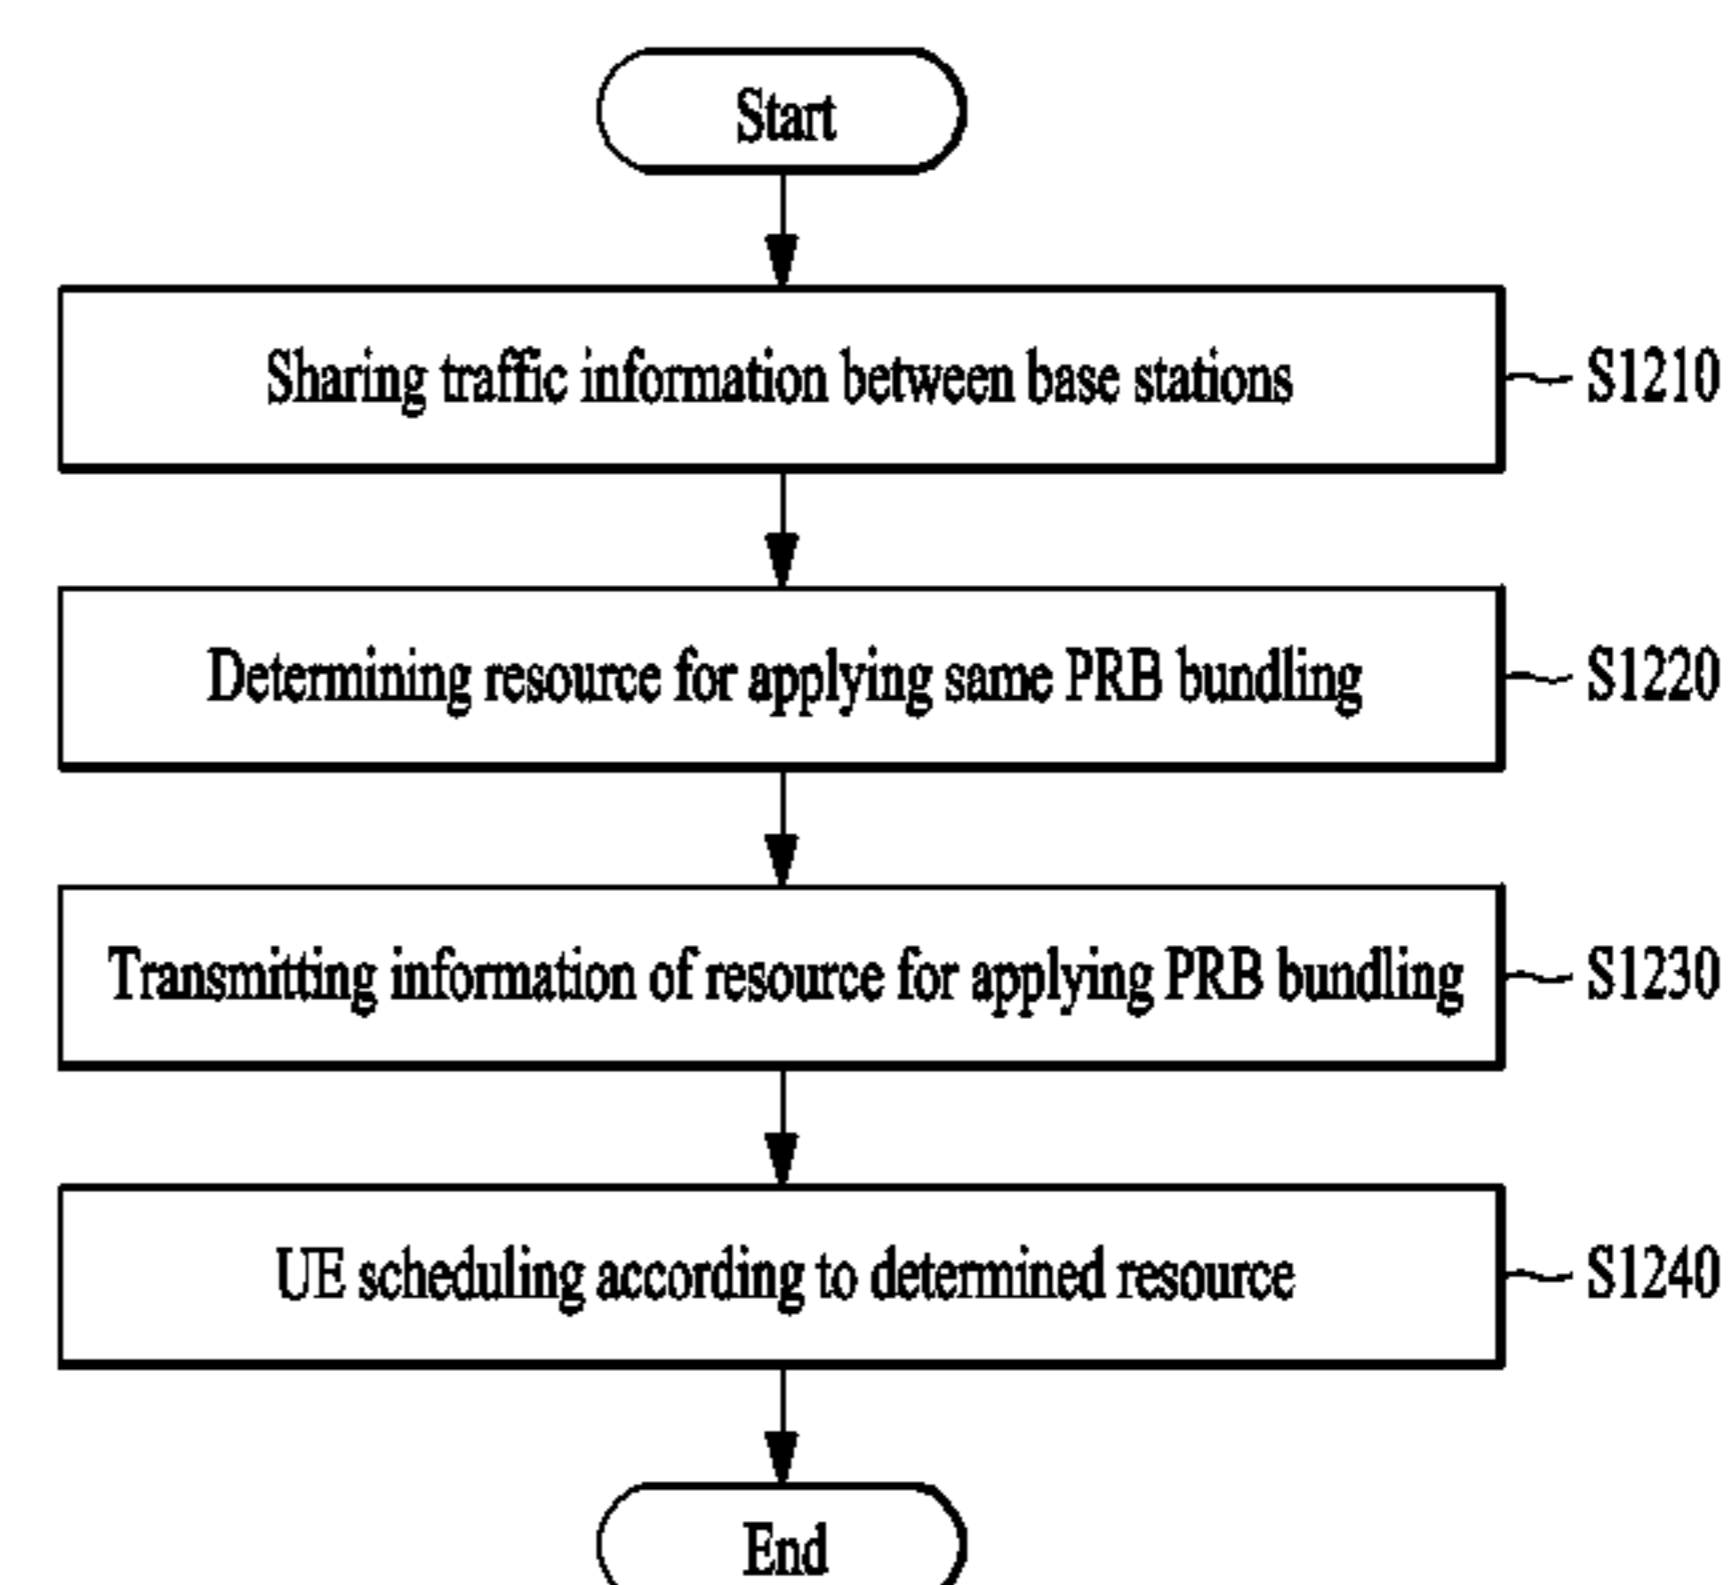 Start
Sharing traffic information between base stations
S1210
Determining resource for applying same PRB bundling
S1220
Transmitting information of resource for applying PRB bundling
S1230
UE scheduling according to determined resource
S1240
End